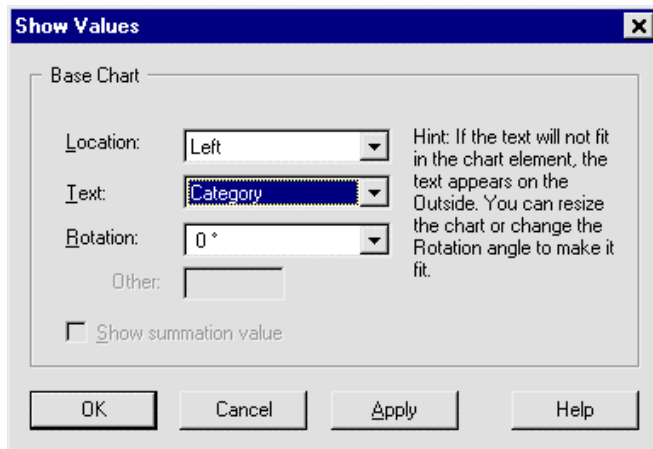 Show Values
Base Chart
Location:
Left
Text:
Category
Rotation:
0 °
Other:
Show summation value
Hint: If the text will not fit
in the chart element, the
text appears on the
Outside. You can resize
the chart or change the
Rotation angle to make it
fit.
OK
Cancel
Apply
Help